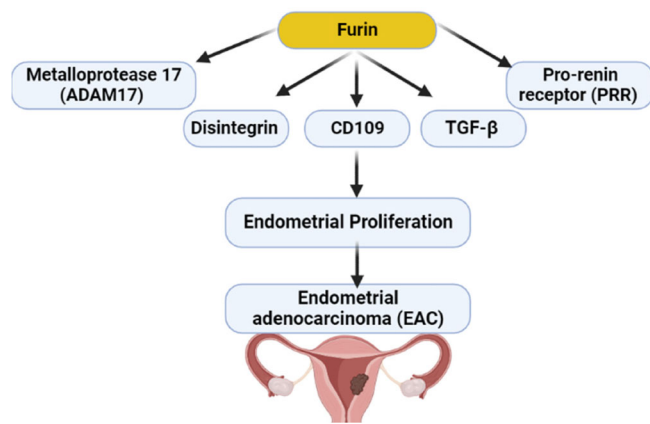 Furin
Metalloprotease 17
(ADAM17)
Pro-renin
receptor (PRR)
Disintegrin
CD109
TGF-β
Endometrial Proliferation
Endometrial
adenocarcinoma (EAC)